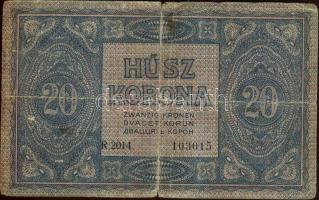 HÚSZ
20 KORONA 20
ZWANZIG KRONEN
DVACET KORUN
R 2014 103015